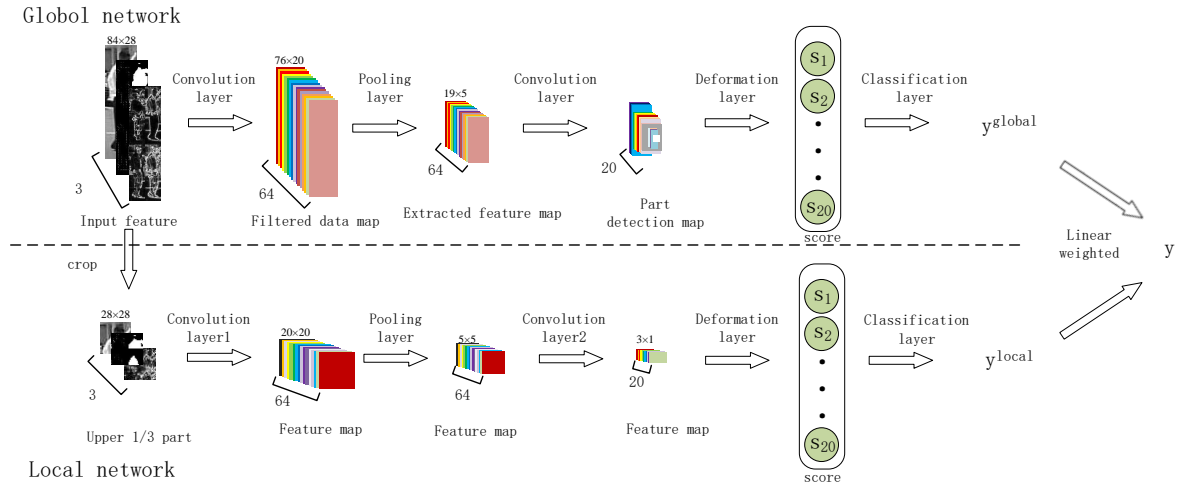 Globol network
84×28
76×20
Convolution
layer
Pooling
layer
19×5
Convolution
layer
Deformation
layer
Classification
layer
S1
S2
S20
score
y^global
3
64
64
20
Input feature
Filtered data map
Extracted feature map
Part
detection map
crop
Linear
weighted
y
28×28
Convolution
layer1
20×20
Pooling
layer
5×5
Convolution
layer2
3×1
Deformation
layer
Classification
layer
S1
S2
S20
score
y^local
3
64
64
20
Upper 1/3 part
Feature map
Feature map
Feature map
Local network